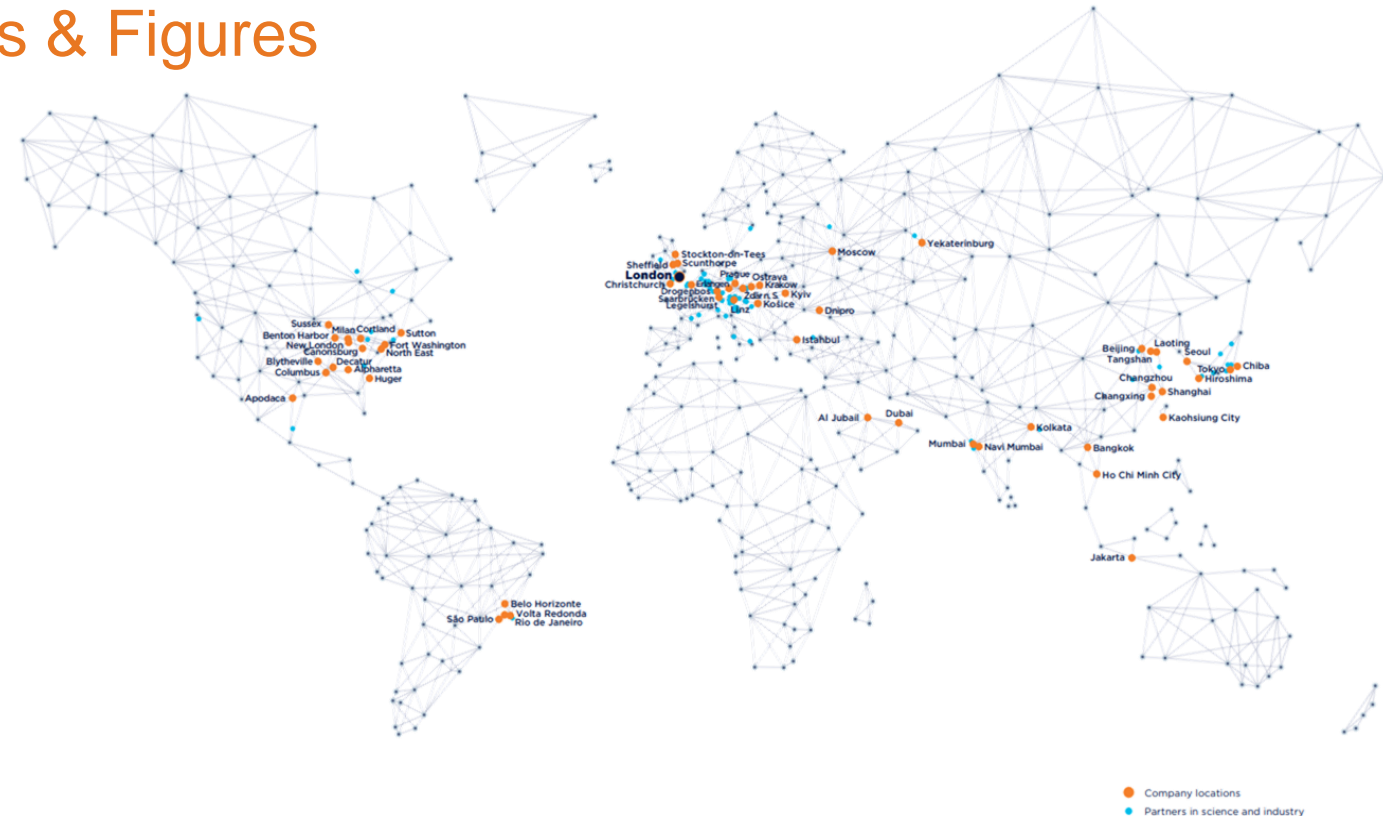 s & Figures
Stockton-on-Tees
Scunthorpe
Sheffield
London
Christchurch
Prague
Ostrava
Krakow
Erlangen
Drogenbos
Saarbrücken
Legelshurst
Linz
Košice
Kyiv
Dnipro
Istanbul
Moscow
Yekaterinburg
Sussex
Milan
Cortland
Sutton
Benton Harbor
New London
Fort Washington
Canonsburg
North East
Blytheville
Decatur
Columbus
Alpharetta
Huger
Apodaca
Beijing
Laoting
Tangshan
Seoul
Tokyo
Chiba
Hiroshima
Changzhou
Changxing
Shanghai
Kaohsiung City
Al Jubail
Dubai
Kolkata
Mumbai
Navi Mumbai
Bangkok
Ho Chi Minh City
Jakarta
Belo Horizonte
Volta Redonda
São Paulo
Rio de Janeiro
Company locations
Partners in science and industry